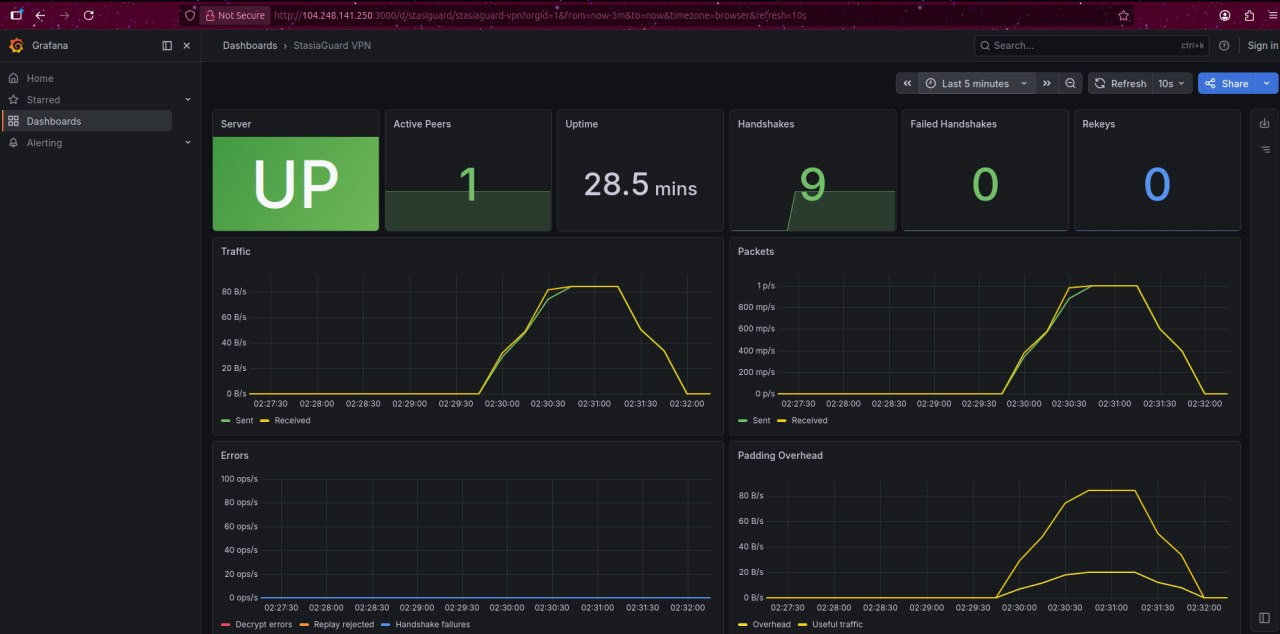 Not Secure http://104.248.141.250:3000/d/stasiguard/stasiaguard-vpn?orgId=1&from=now-5m&to=now&timezone=browser&refresh=10s
Grafana
Dashboards › StasiaGuard VPN
Search... ctrl+k
Sign in
Home
Starred
Dashboards
Alerting
Last 5 minutes
Refresh 10s
Share
Server
UP
Active Peers
1
Uptime
28.5 mins
Handshakes
9
Failed Handshakes
0
Rekeys
0
Traffic
80 B/s
60 B/s
40 B/s
20 B/s
0 B/s
02:27:30 02:28:00 02:28:30 02:29:00 02:29:30 02:30:00 02:30:30 02:31:00 02:31:30 02:32:00
Sent Received
Packets
1 p/s
800 mp/s
600 mp/s
400 mp/s
200 mp/s
0 p/s
02:27:30 02:28:00 02:28:30 02:29:00 02:29:30 02:30:00 02:30:30 02:31:00 02:31:30 02:32:00
Sent Received
Errors
100 ops/s
80 ops/s
60 ops/s
40 ops/s
20 ops/s
0 ops/s
02:27:30 02:28:00 02:28:30 02:29:00 02:29:30 02:30:00 02:30:30 02:31:00 02:31:30 02:32:00
Decrypt errors Replay rejected Handshake failures
Padding Overhead
80 B/s
60 B/s
40 B/s
20 B/s
0 B/s
02:27:30 02:28:00 02:28:30 02:29:00 02:29:30 02:30:00 02:30:30 02:31:00 02:31:30 02:32:00
Overhead Useful traffic